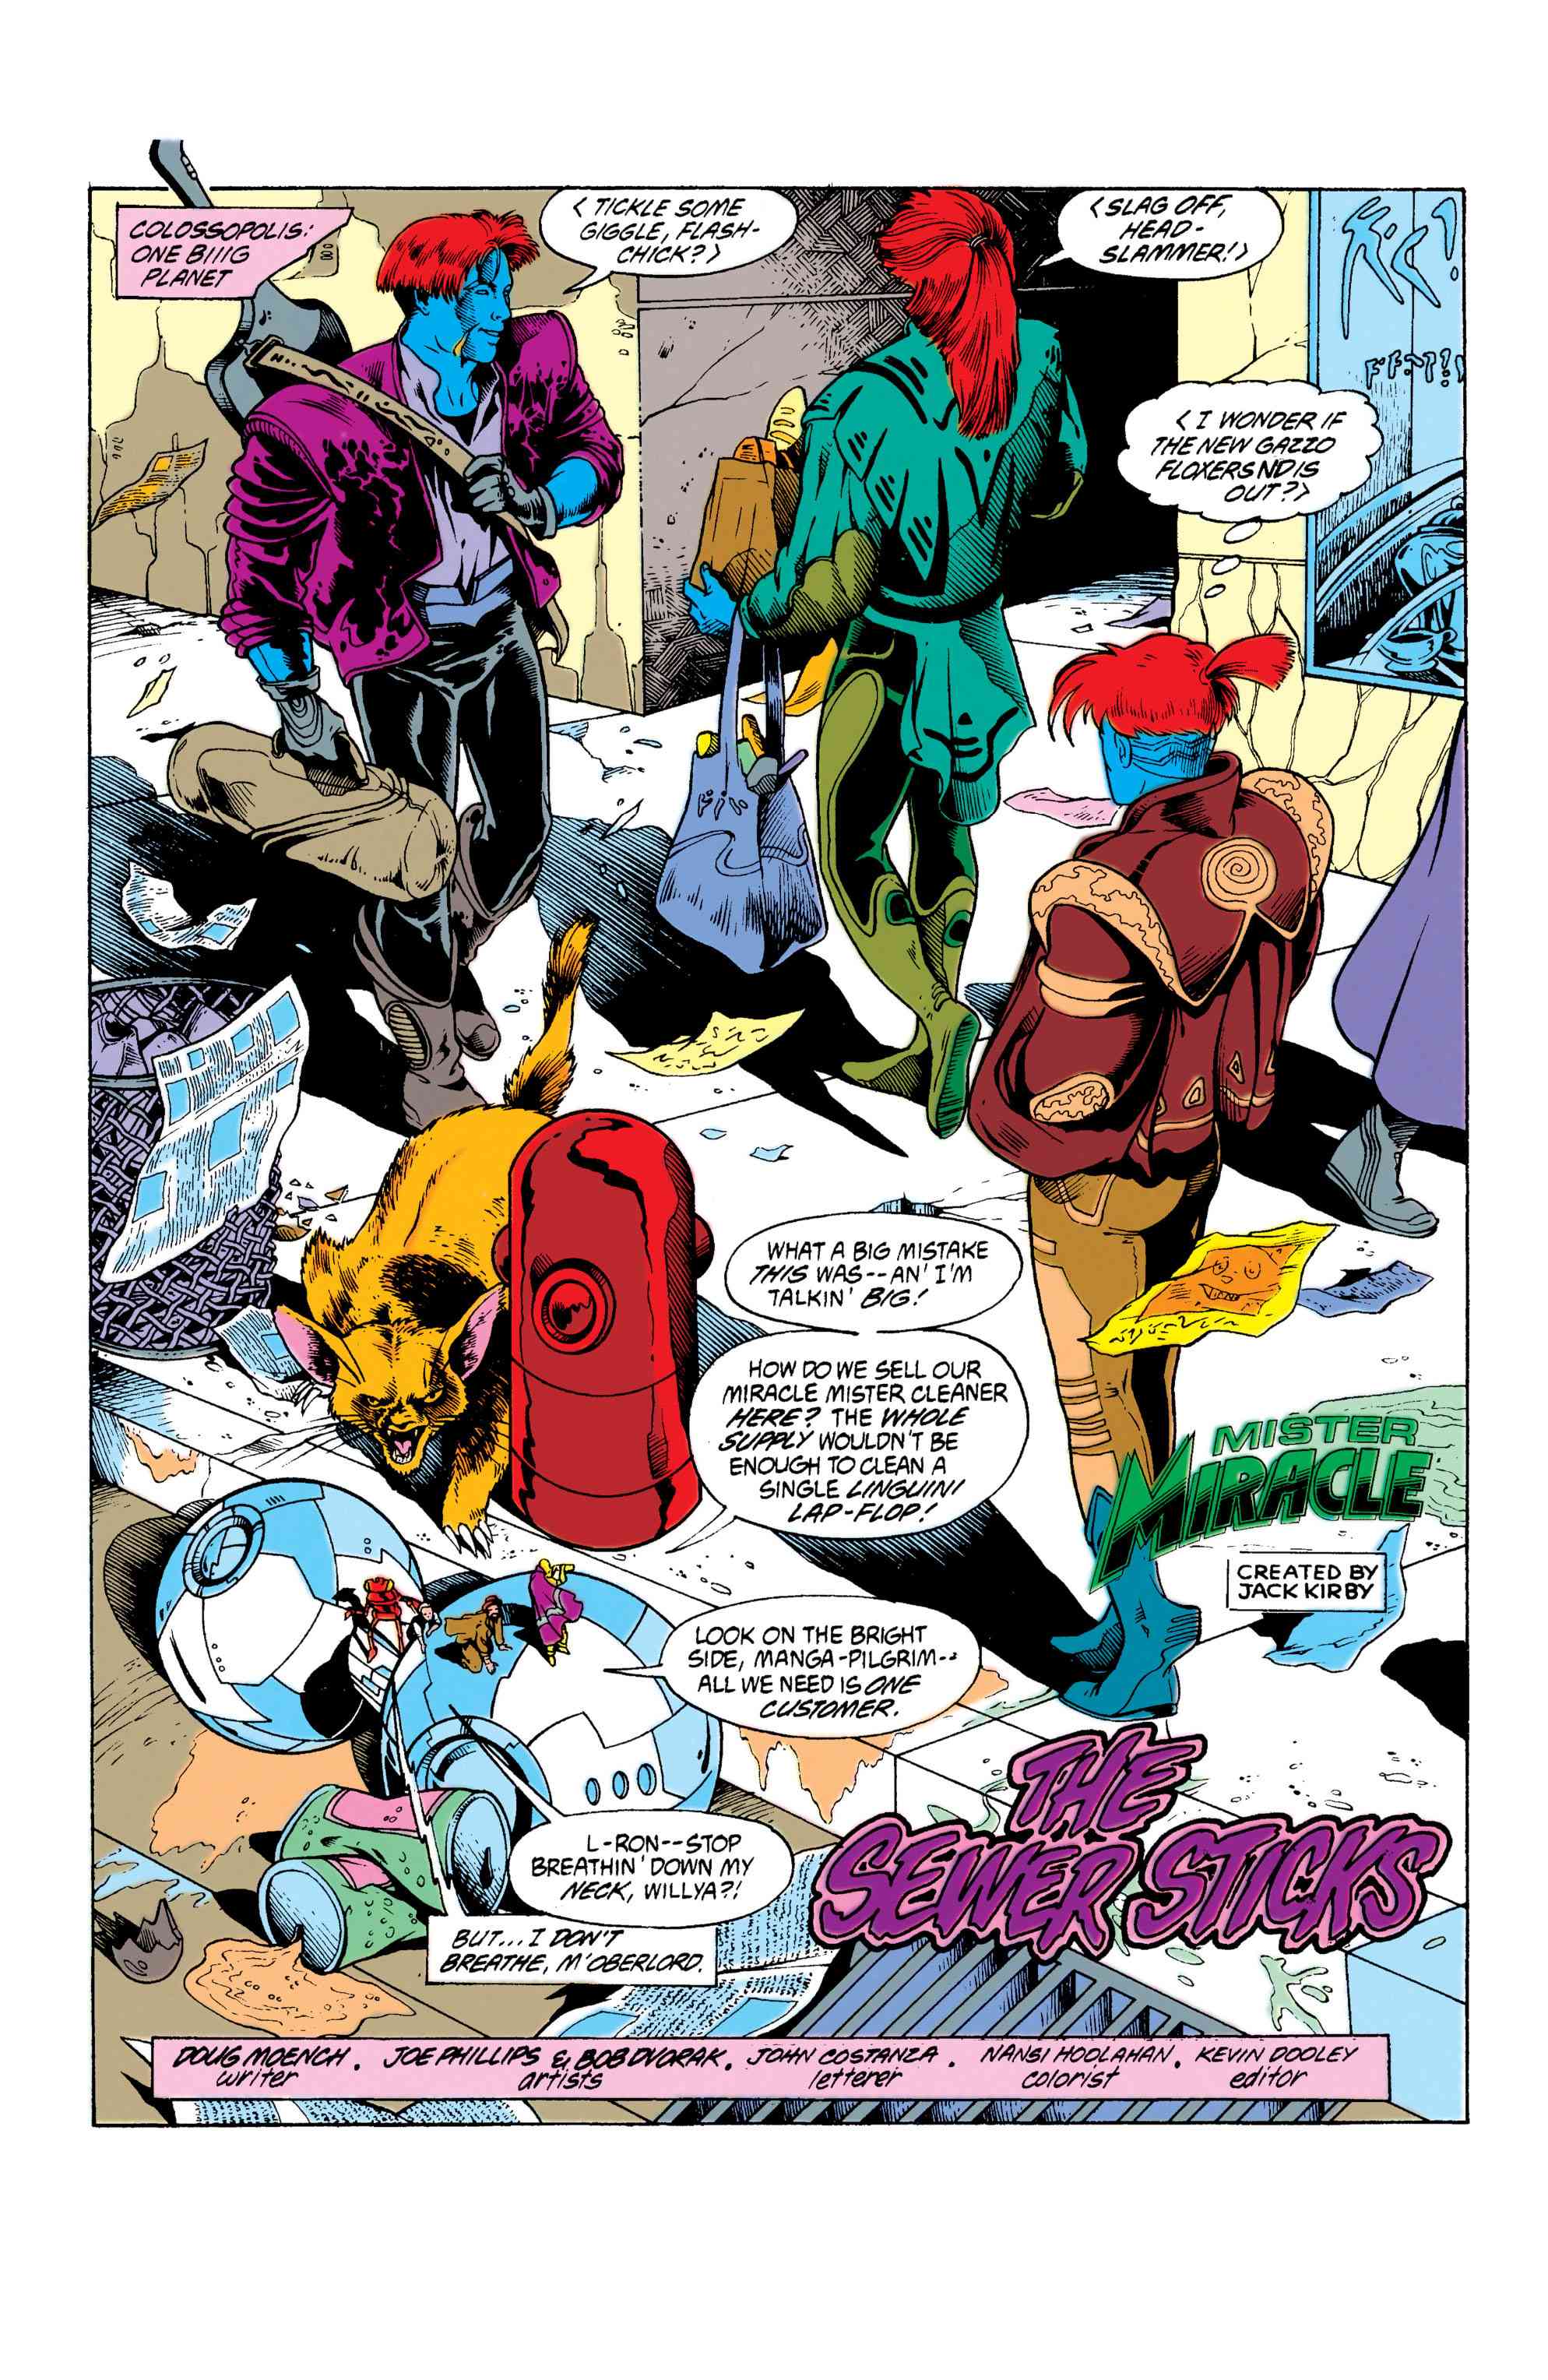 COLOSSOPOLIS:
ONE BIIIG
PLANET
< TICKLE SOME
GIGGLE, FLASH-
CHICK?>
<SLAG OFF,
HEAD-
SLAMMER!>
< I WONDER IF
THE NEW GAZZO
FLOXERSNDIS
OUT?>
WHAT A BIG MISTAKE
THIS WAS--AN' I'M
TALKIN' BIG!
HOW DO WE SELL OUR
MIRACLE MISTER CLEANER
HERE? THE WHOLE
SUPPLY WOULDN'T BE
ENOUGH TO CLEAN A
SINGLE LINGUINI
LAP-FLOP!
MISTER
MIRACLE
CREATED BY
JACK KIRBY
LOOK ON THE BRIGHT
SIDE, MANGA-PILGRIM--
ALL WE NEED IS ONE
CUSTOMER.
L-RON--STOP
BREATHIN' DOWN MY
NECK, WILLYA?!
BUT... I DON'T
BREATHE, M'OBERLORD.
THE
SEWER STICKS
DOUG MOENCH. JOE PHILLIPS & BOB DVORAK. JOHN COSTANZA. NANSI HOOLAHAN. KEVIN DOOLEY
writer artists letterer colorist editor